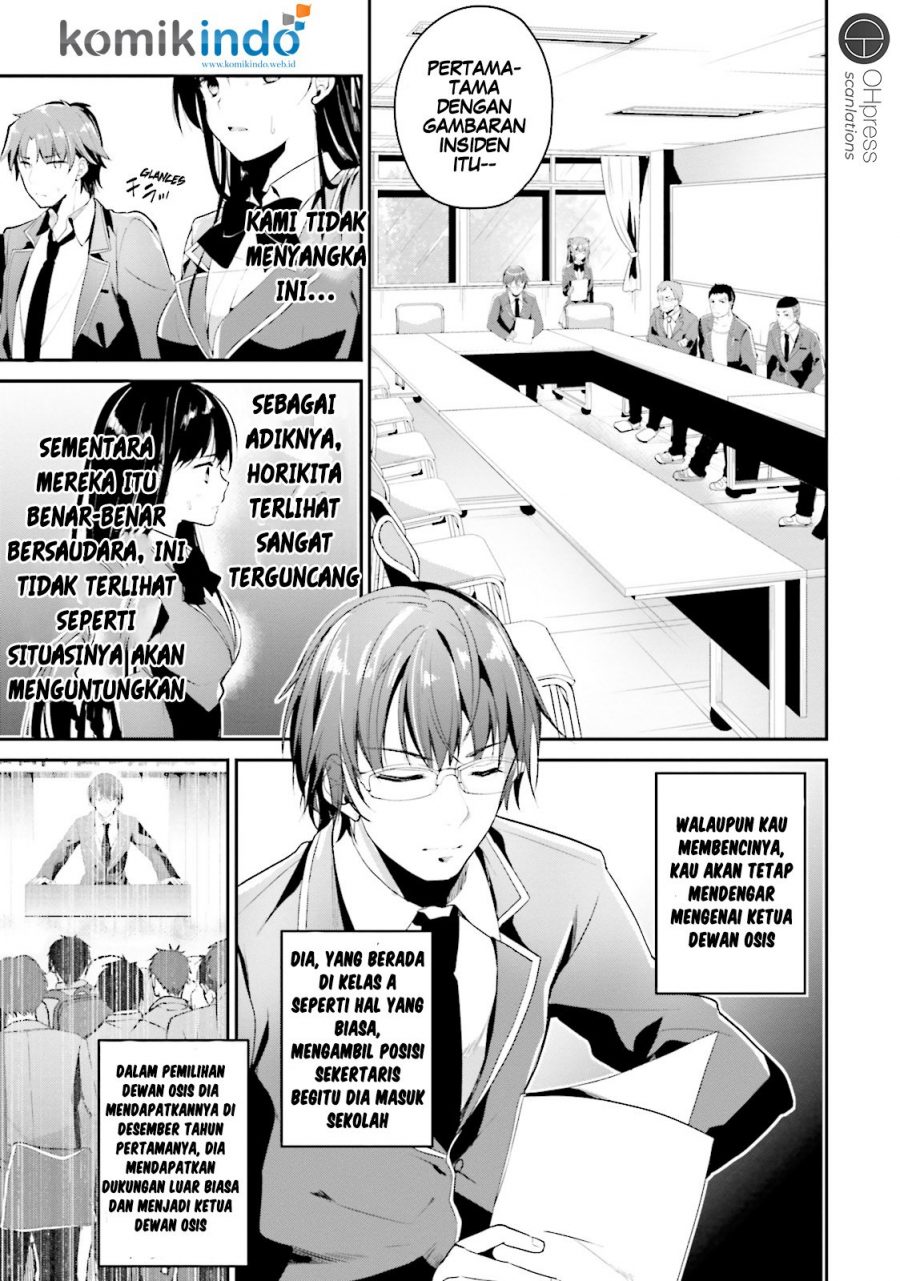 komikindo
www.komikindo.web.id
OHpress
scanlations
PERTAMA-
TAMA
DENGAN
GAMBARAN
INSIDEN
ITU--
GLANCES
チラッ
KAMI TIDAK
MENYANGKA
INI...
SEBAGAI
ADIKNYA,
HORIKITA
TERLIHAT
SANGAT
TERGUNCANG
SEMENTARA
MEREKA ITU
BENAR-BENAR
BERSAUDARA, INI
TIDAK TERLIHAT
SEPERTI
SITUASINYA AKAN
MENGUNTUNGKAN
WALAUPUN KAU
MEMBENCINYA,
KAU AKAN TETAP
MENDENGAR
MENGENAI KETUA
DEWAN OSIS
DIA, YANG BERADA
DI KELAS A
SEPERTI HAL YANG
BIASA,
MENGAMBIL POSISI
SEKERTARIS
BEGITU DIA MASUK
SEKOLAH
DALAM PEMILIHAN
DEWAN OSIS DIA
MENDAPATKANNYA DI
DESEMBER TAHUN
PERTAMANYA, DIA
MENDAPATKAN
DUKUNGAN LUAR BIASA
DAN MENJADI KETUA
DEWAN OSIS